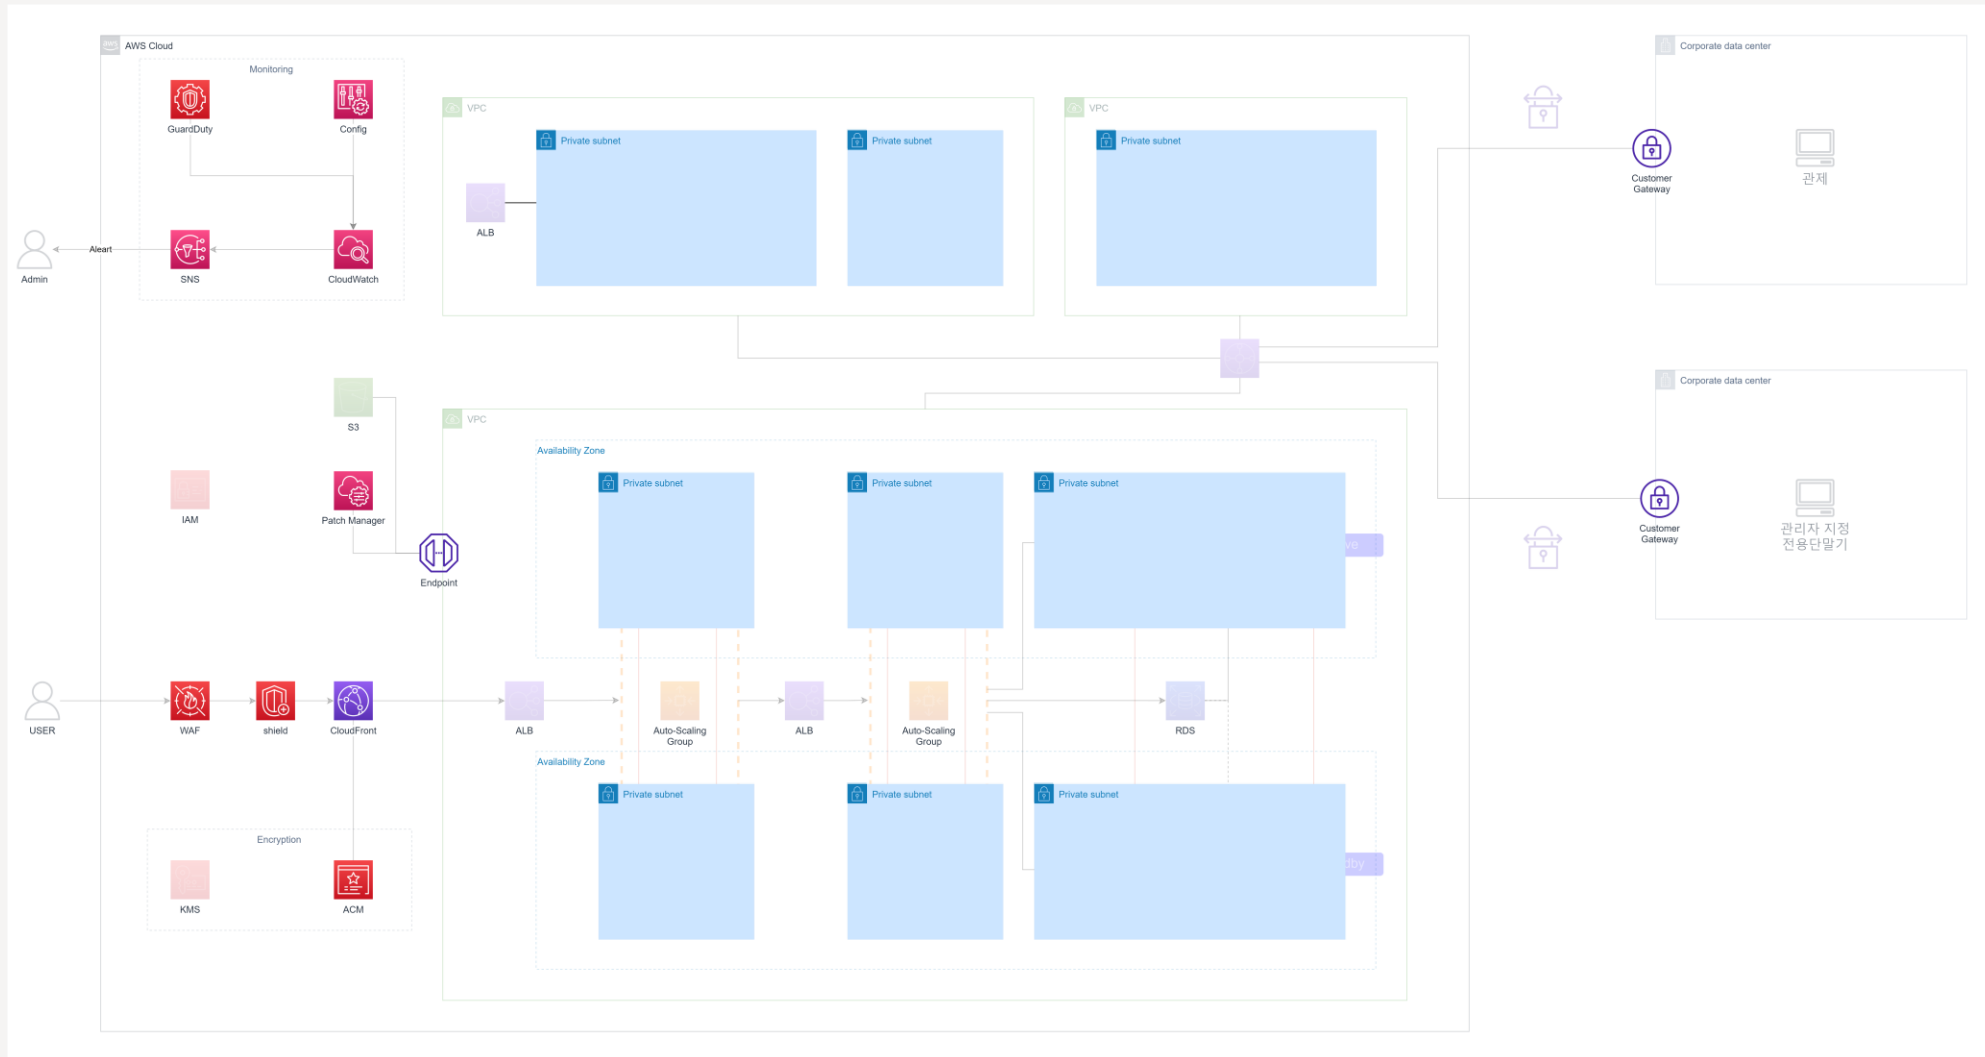 AWS Cloud
Monitoring
GuardDuty
Config
Aleart
Admin
SNS
CloudWatch
VPC
Private subnet
Private subnet
ALB
VPC
Private subnet
Corporate data center
Customer
Gateway
관제
S3
IAM
Patch Manager
Endpoint
Corporate data center
Customer
Gateway
관리자 지정
전용단말기
VPC
Availability Zone
Private subnet
Private subnet
Private subnet
USER
WAF
shield
CloudFront
ALB
Auto-Scaling
Group
ALB
Auto-Scaling
Group
RDS
Availability Zone
Private subnet
Private subnet
Private subnet
Encryption
KMS
ACM